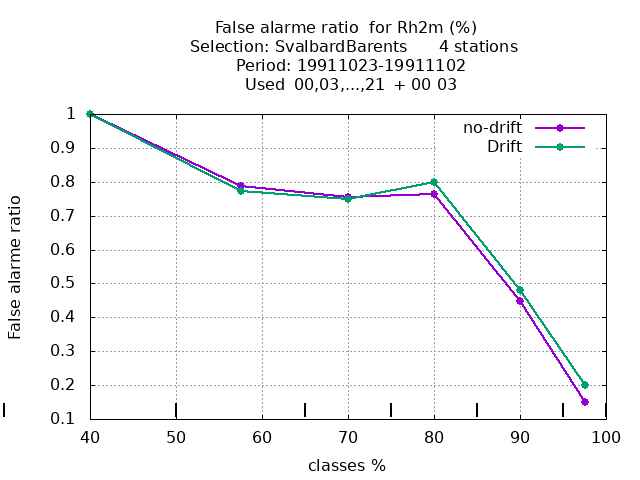 False alarme ratio  for Rh2m (%)
Selection: SvalbardBarents      4 stations
Period: 19911023-19911102
Used  00,03,...,21  + 00 03
no-drift
Drift
False alarme ratio
1
0.9
0.8
0.7
0.6
0.5
0.4
0.3
0.2
0.1
40 50 60 70 80 90 100
classes %